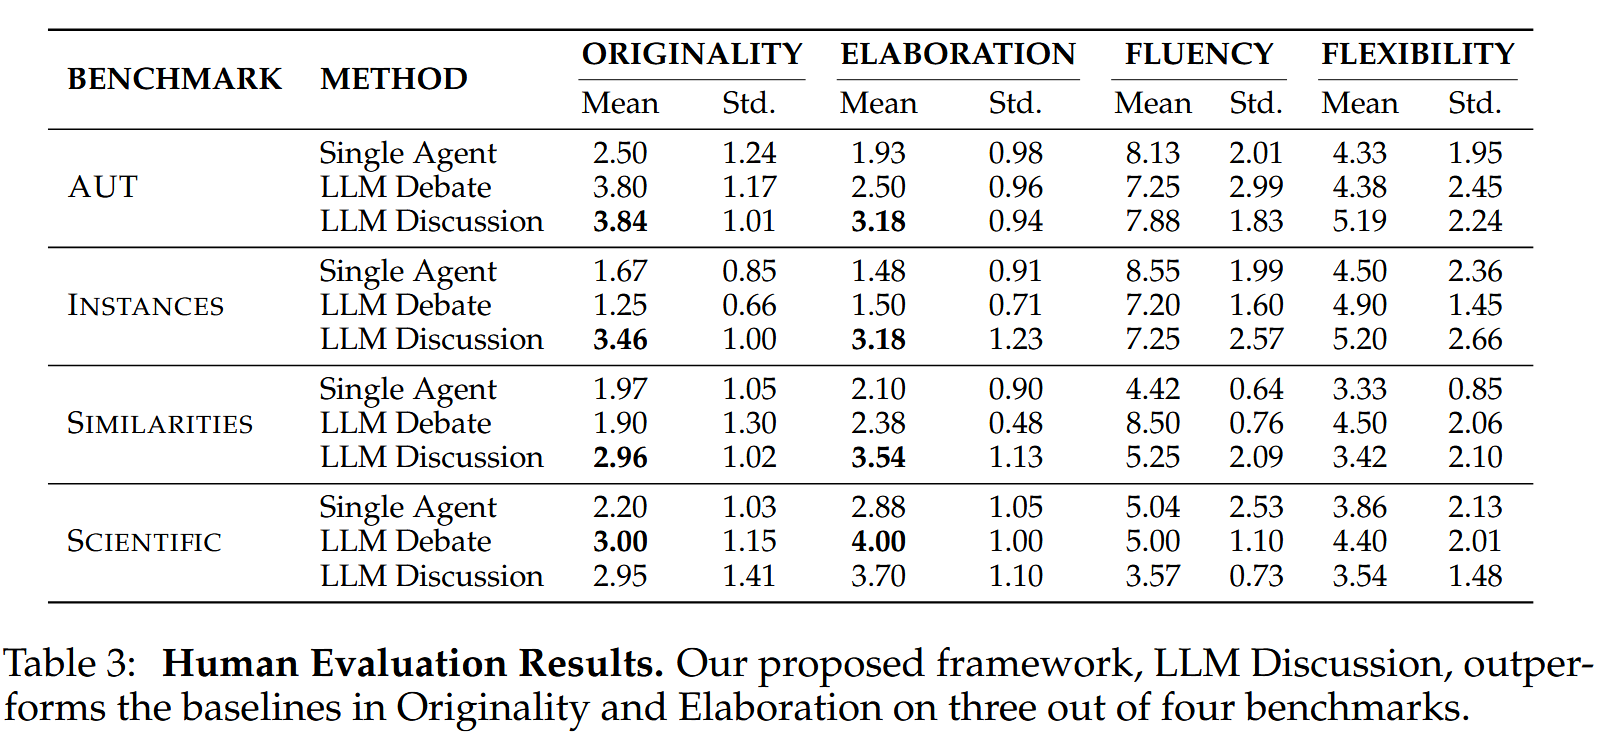 BENCHMARK METHOD ORIGINALITY ELABORATION FLUENCY FLEXIBILITY
Mean Std. Mean Std. Mean Std. Mean Std.
AUT
Single Agent 2.50 1.24 1.93 0.98 8.13 2.01 4.33 1.95
LLM Debate 3.80 1.17 2.50 0.96 7.25 2.99 4.38 2.45
LLM Discussion 3.84 1.01 3.18 0.94 7.88 1.83 5.19 2.24
INSTANCES
Single Agent 1.67 0.85 1.48 0.91 8.55 1.99 4.50 2.36
LLM Debate 1.25 0.66 1.50 0.71 7.20 1.60 4.90 1.45
LLM Discussion 3.46 1.00 3.18 1.23 7.25 2.57 5.20 2.66
SIMILARITIES
Single Agent 1.97 1.05 2.10 0.90 4.42 0.64 3.33 0.85
LLM Debate 1.90 1.30 2.38 0.48 8.50 0.76 4.50 2.06
LLM Discussion 2.96 1.02 3.54 1.13 5.25 2.09 3.42 2.10
SCIENTIFIC
Single Agent 2.20 1.03 2.88 1.05 5.04 2.53 3.86 2.13
LLM Debate 3.00 1.15 4.00 1.00 5.00 1.10 4.40 2.01
LLM Discussion 2.95 1.41 3.70 1.10 3.57 0.73 3.54 1.48
Table 3: Human Evaluation Results. Our proposed framework, LLM Discussion, outper-
forms the baselines in Originality and Elaboration on three out of four benchmarks.